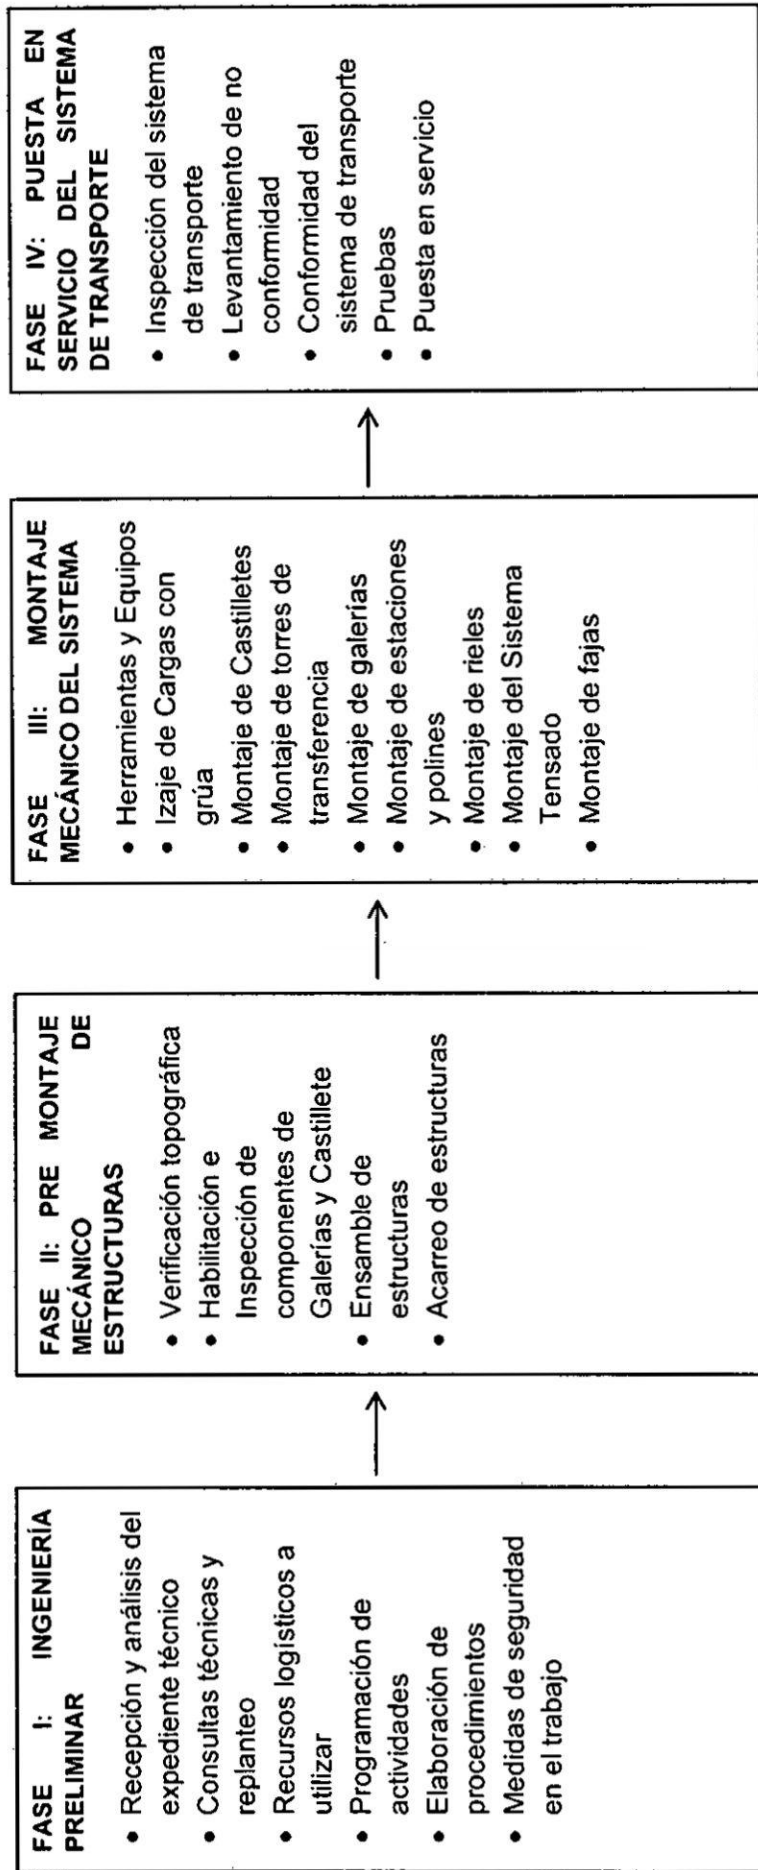 FASE I: INGENIERÍA
PRELIMINAR
• Recepción y análisis del
expediente técnico
• Consultas técnicas y
replanteo
• Recursos logísticos a
utilizar
• Programación de
actividades
• Elaboración de
procedimientos
• Medidas de seguridad
en el trabajo
FASE II: PRE MONTAJE
MECÁNICO DE
ESTRUCTURAS
• Verificación topográfica
• Habilitación e
Inspección de
componentes de
Galerías y Castillete
• Ensamble de
estructuras
• Acarreo de estructuras
FASE III: MONTAJE
MECÁNICO DEL SISTEMA
• Herramientas y Equipos
• Izaje de Cargas con
grúa
• Montaje de Castilletes
• Montaje de torres de
transferencia
• Montaje de galerías
• Montaje de estaciones
y polines
• Montaje de rieles
• Montaje del Sistema
Tensado
• Montaje de fajas
FASE IV: PUESTA EN
SERVICIO DEL SISTEMA
DE TRANSPORTE
• Inspección del sistema
de transporte
• Levantamiento de no
conformidad
• Conformidad del
sistema de transporte
• Pruebas
• Puesta en servicio